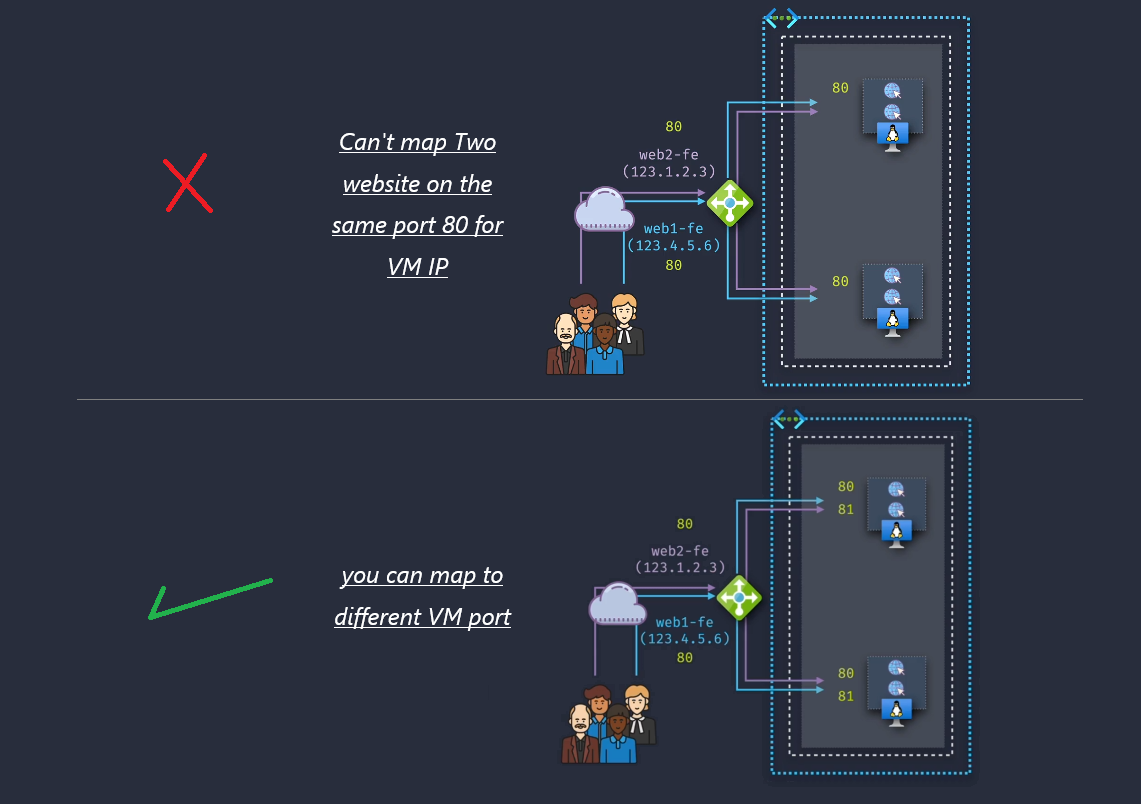 80
80
Can't map Two
website on the
same port 80 for
VM IP
web2-fe
(123.1.2.3)
web1-fe
(123.4.5.6)
80
80
80
81
80
you can map to
different VM port
web2-fe
(123.1.2.3)
web1-fe
(123.4.5.6)
80
80
81